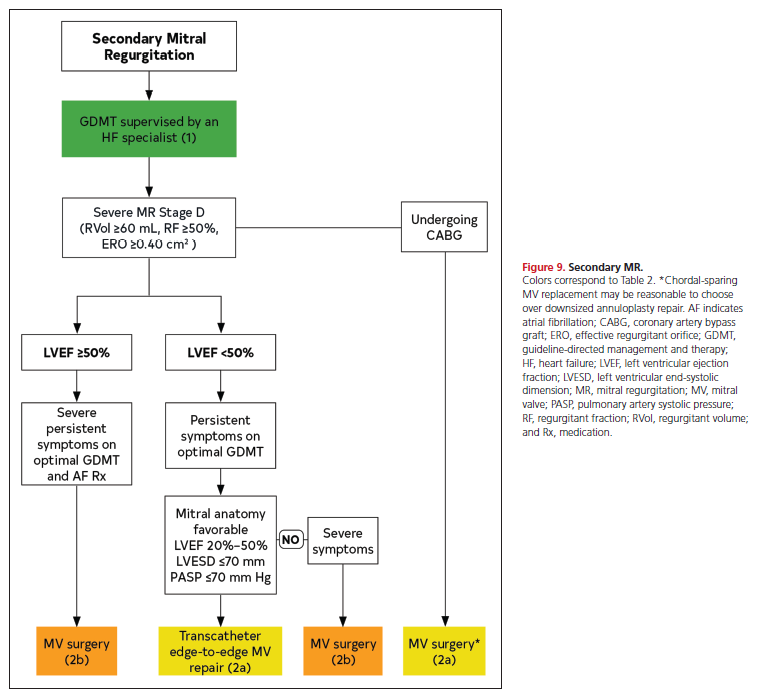 Secondary Mitral
Regurgitation
GDMT supervised by an
HF specialist (1)
Severe MR Stage D
(RVol ≥60 mL, RF ≥50%,
ERO ≥0.40 cm² )
Undergoing
CABG
LVEF ≥50%
LVEF <50%
Severe
persistent
symptoms on
optimal GDMT
and AF Rx
Persistent
symptoms on
optimal GDMT
Mitral anatomy
favorable
LVEF 20%–50%
LVESD ≤70 mm
PASP ≤70 mm Hg
NO
Severe
symptoms
MV surgery
(2b)
Transcatheter
edge-to-edge MV
repair (2a)
MV surgery
(2b)
MV surgery*
(2a)
Figure 9. Secondary MR.
Colors correspond to Table 2. *Chordal-sparing
MV replacement may be reasonable to choose
over downsized annuloplasty repair. AF indicates
atrial fibrillation; CABG, coronary artery bypass
graft; ERO, effective regurgitant orifice; GDMT,
guideline-directed management and therapy;
HF, heart failure; LVEF, left ventricular ejection
fraction; LVESD, left ventricular end-systolic
dimension; MR, mitral regurgitation; MV, mitral
valve; PASP, pulmonary artery systolic pressure;
RF, regurgitant fraction; RVol, regurgitant volume;
and Rx, medication.